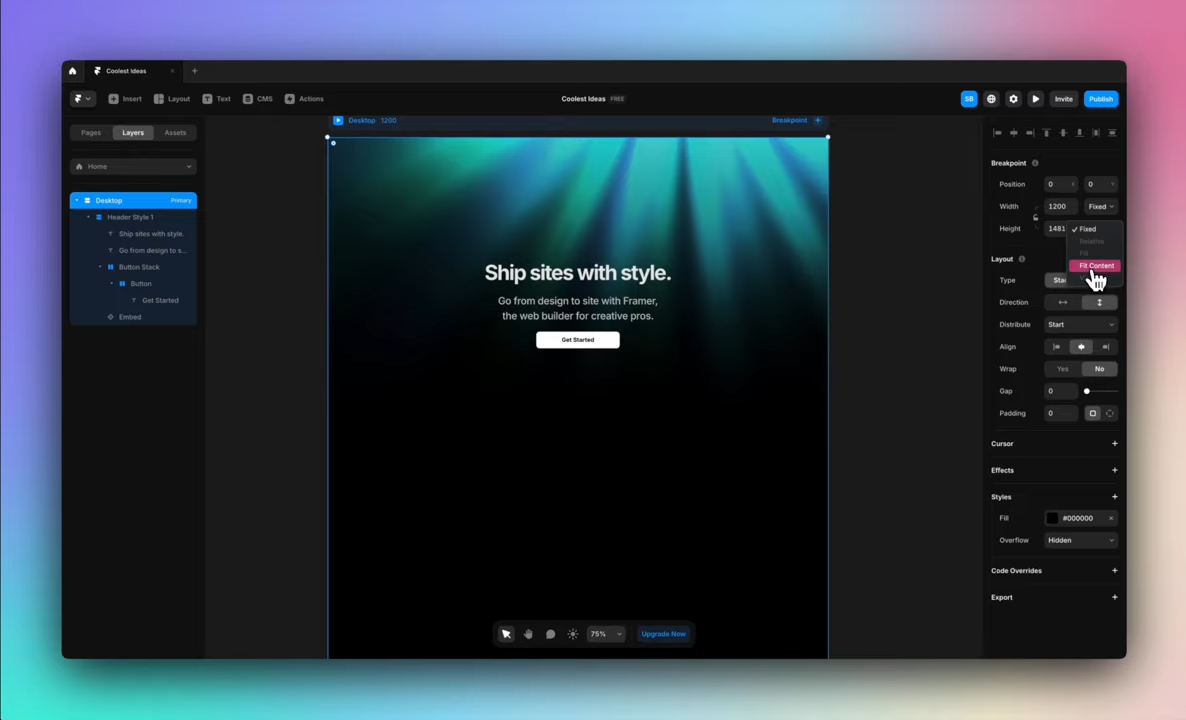 Coolest Ideas
Insert Layout Text CMS Actions
Coolest Ideas FREE
SB Invite Publish
Pages Layers Assets
Home
Desktop Primary
Header Style 1
Ship sites with style.
Go from design to s...
Button Stack
Button
Get Started
Embed
Desktop 1200
Breakpoint
Ship sites with style.
Go from design to site with Framer,
the web builder for creative pros.
Get Started
75% Upgrade Now
Breakpoint
Position 0 X 0 Y
Width 1200 Fixed
Height 1481
Fixed
Relative
Fill
Fit Content
Layout
Type
Direction
Distribute Start
Align
Wrap Yes No
Gap 0
Padding 0
Cursor
Effects
Styles
Fill #000000
Overflow Hidden
Code Overrides
Export